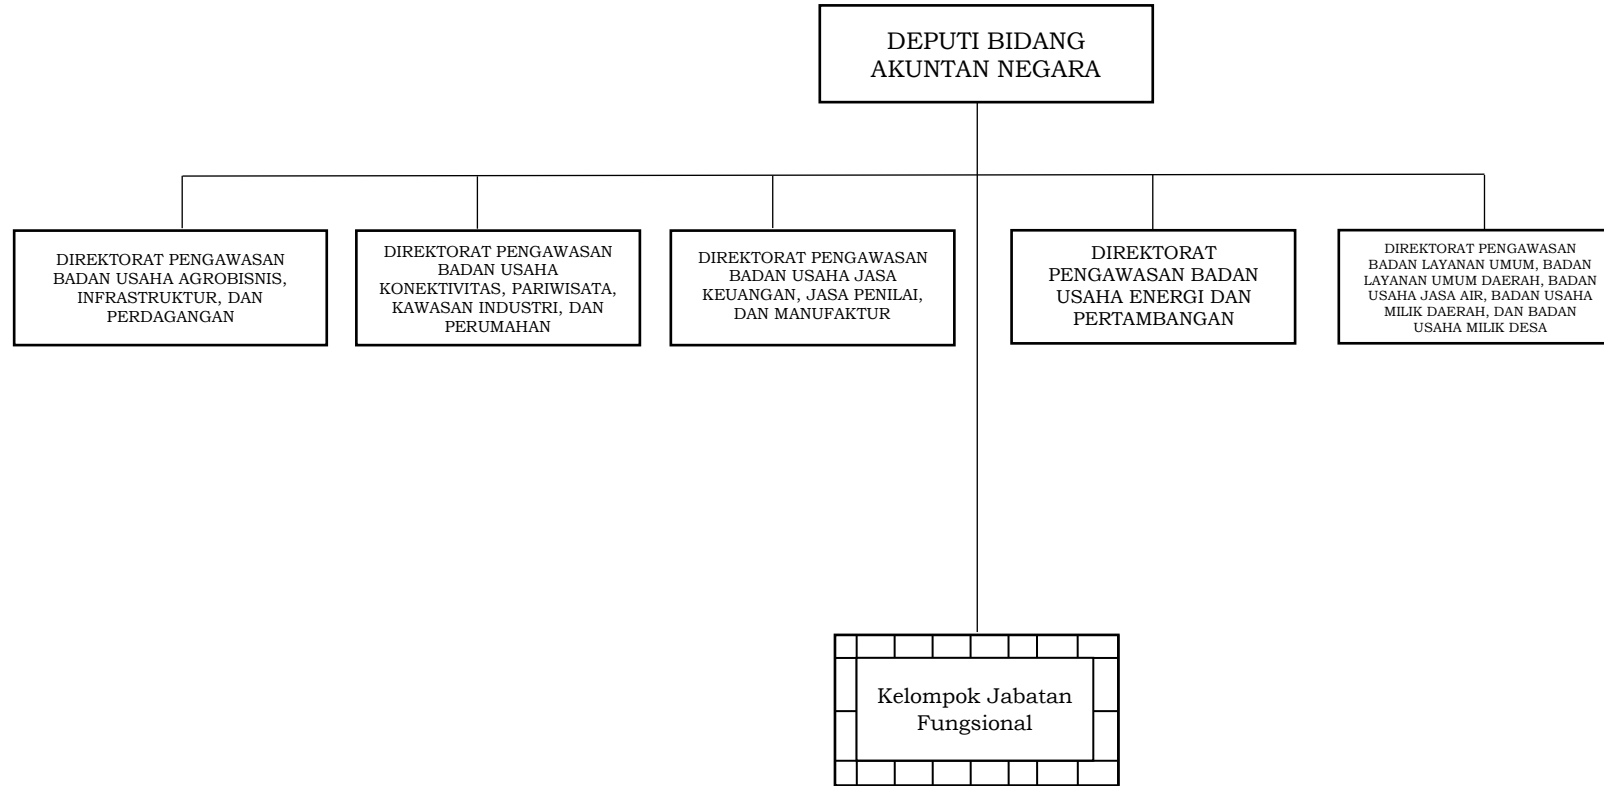 DEPUTI BIDANG
AKUNTAN NEGARA
DIREKTORAT PENGAWASAN
BADAN USAHA AGROBISNIS,
INFRASTRUKTUR, DAN
PERDAGANGAN
DIREKTORAT PENGAWASAN
BADAN USAHA
KONEKTIVITAS, PARIWISATA,
KAWASAN INDUSTRI, DAN
PERUMAHAN
DIREKTORAT PENGAWASAN
BADAN USAHA JASA
KEUANGAN, JASA PENILAI,
DAN MANUFAKTUR
DIREKTORAT
PENGAWASAN BADAN
USAHA ENERGI DAN
PERTAMBANGAN
DIREKTORAT PENGAWASAN
BADAN LAYANAN UMUM, BADAN
LAYANAN UMUM DAERAH, BADAN
USAHA JASA AIR, BADAN USAHA
MILIK DAERAH, DAN BADAN
USAHA MILIK DESA
Kelompok Jabatan
Fungsional